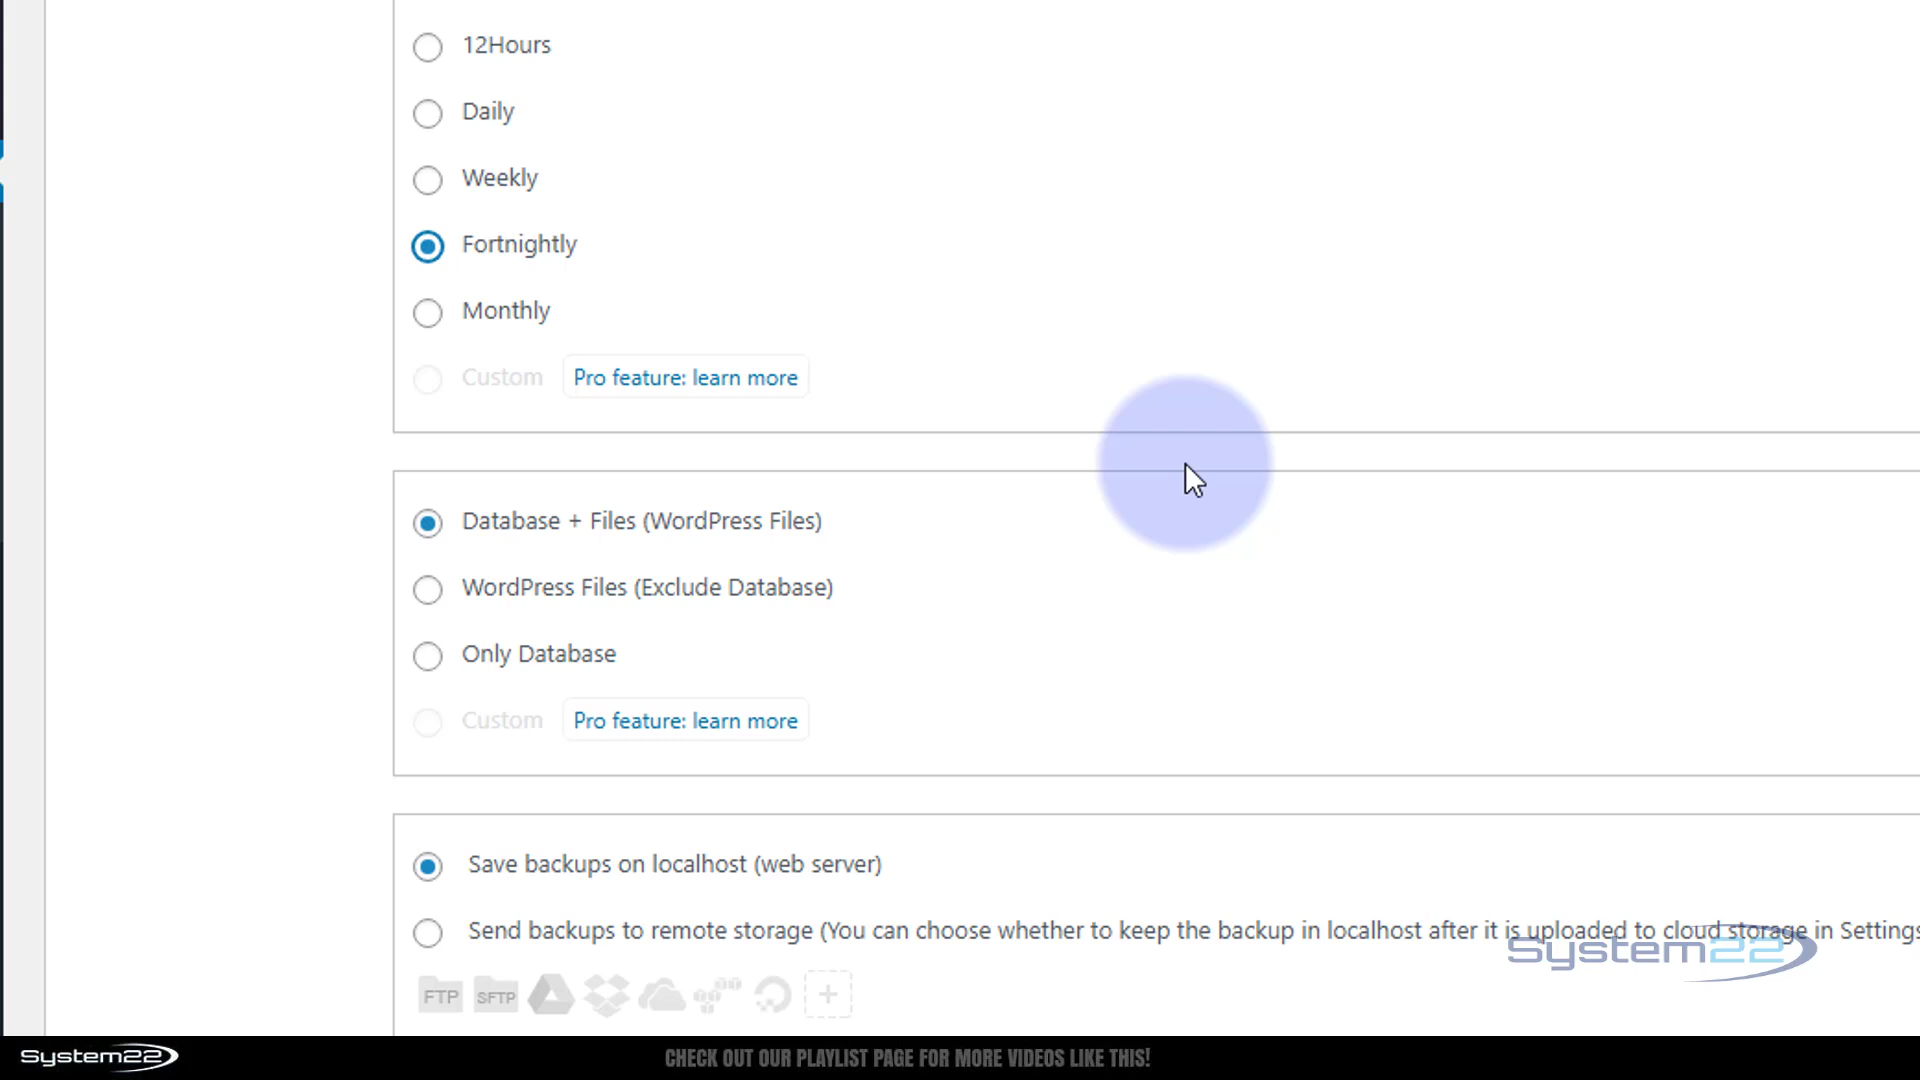 12Hours
Daily
Weekly
Fortnightly
Monthly
Custom Pro feature: learn more
Database + Files (WordPress Files)
WordPress Files (Exclude Database)
Only Database
Custom Pro feature: learn more
Save backups on localhost (web server)
Send backups to remote storage (You can choose whether to keep the backup in localhost after it is uploaded to cloud storage in Settings
System22
FTP SFTP
System22 CHECK OUT OUR PLAYLIST PAGE FOR MORE VIDEOS LIKE THIS!